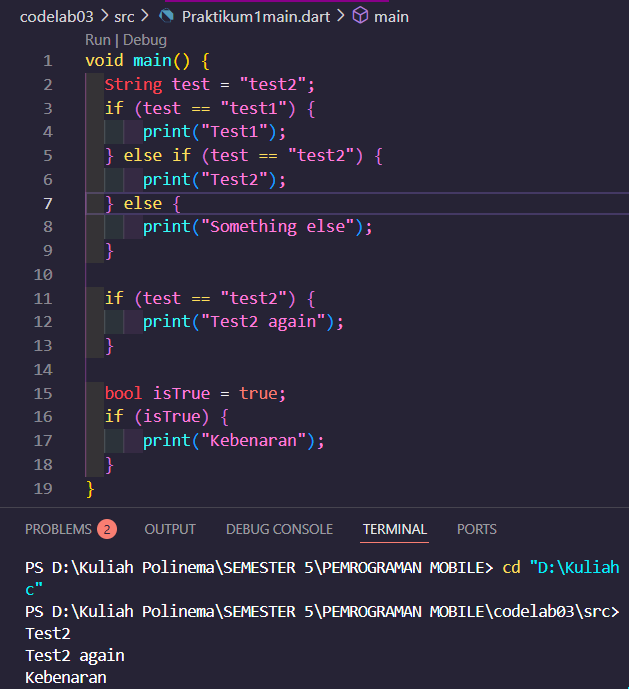 codelab03 > src > Praktikum1main.dart > main
Run | Debug
1 void main() {
2 String test = "test2";
3 if (test == "test1") {
4 print("Test1");
5 } else if (test == "test2") {
6 print("Test2");
7 } else {
8 print("Something else");
9 }
10
11 if (test == "test2") {
12 print("Test2 again");
13 }
14
15 bool isTrue = true;
16 if (isTrue) {
17 print("Kebenaran");
18 }
19 }
PROBLEMS 2 OUTPUT DEBUG CONSOLE TERMINAL PORTS
PS D:\Kuliah Polinema\SEMESTER 5\PEMROGRAMAN MOBILE> cd "D:\Kuliah
c"
PS D:\Kuliah Polinema\SEMESTER 5\PEMROGRAMAN MOBILE\codelab03\src>
Test2
Test2 again
Kebenaran